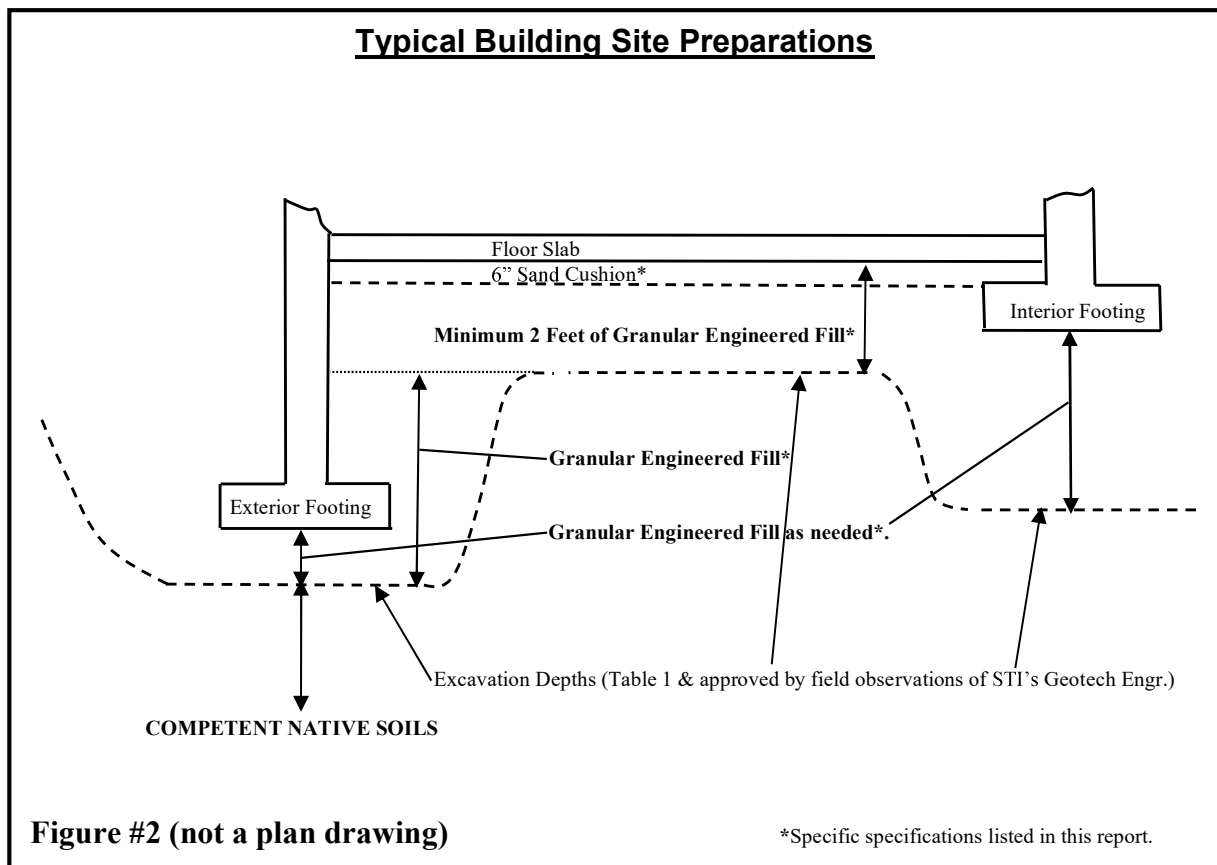 Typical Building Site Preparations
Floor Slab
6” Sand Cushion*
Interior Footing
Minimum 2 Feet of Granular Engineered Fill*
Granular Engineered Fill*
Exterior Footing
Granular Engineered Fill as needed*.
Excavation Depths (Table 1 & approved by field observations of STI’s Geotech Engr.)
COMPETENT NATIVE SOILS
Figure #2 (not a plan drawing)
*Specific specifications listed in this report.